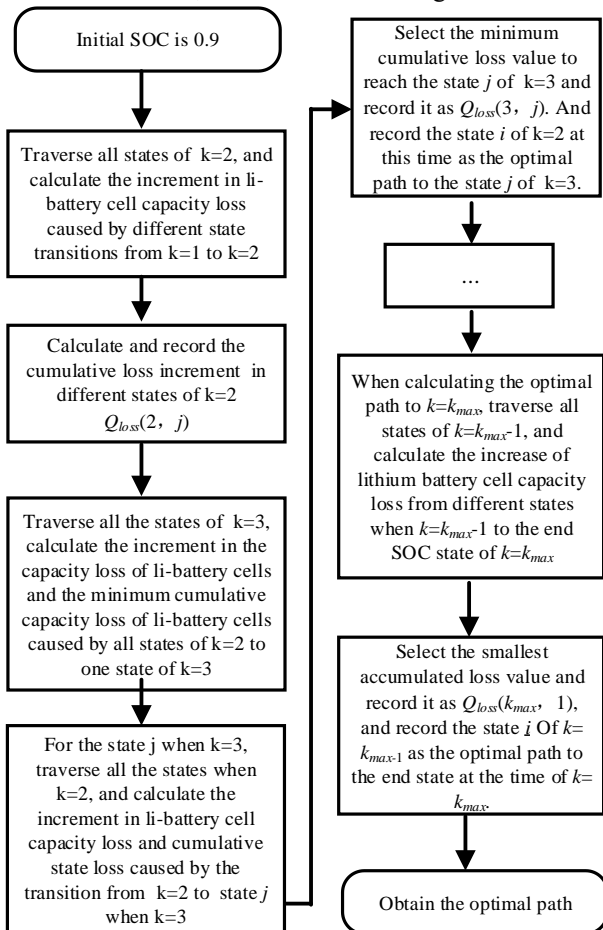 Initial SOC is 0.9
Traverse all states of k=2, and
calculate the increment in li-
battery cell capacity loss
caused by different state
transitions from k=1 to k=2
Calculate and record the
cumulative loss increment in
different states of k=2
Qloss(2, j)
Traverse all the states of k=3,
calculate the increment in the
capacity loss of li-battery cells
and the minimum cumulative
capacity loss of li-battery cells
caused by all states of k=2 to
one state of k=3
For the state j when k=3,
traverse all the states when
k=2, and calculate the
increment in li-battery cell
capacity loss and cumulative
state loss caused by the
transition from k=2 to state j
when k=3
Select the minimum
cumulative loss value to
reach the state j of k=3 and
record it as Qloss(3, j). And
record the state i of k=2 at
this time as the optimal
path to the state j of k=3.
...
When calculating the optimal
path to k=kmax, traverse all
states of k=kmax-1, and
calculate the increase of
lithium battery cell capacity
loss from different states
when k=kmax-1 to the end
SOC state of k=kmax
Select the smallest
accumulated loss value and
record it as Qloss(kmax, 1),
and record the state i Of k=
kmax-1 as the optimal path to
the end state at the time of k=
kmax.
Obtain the optimal path